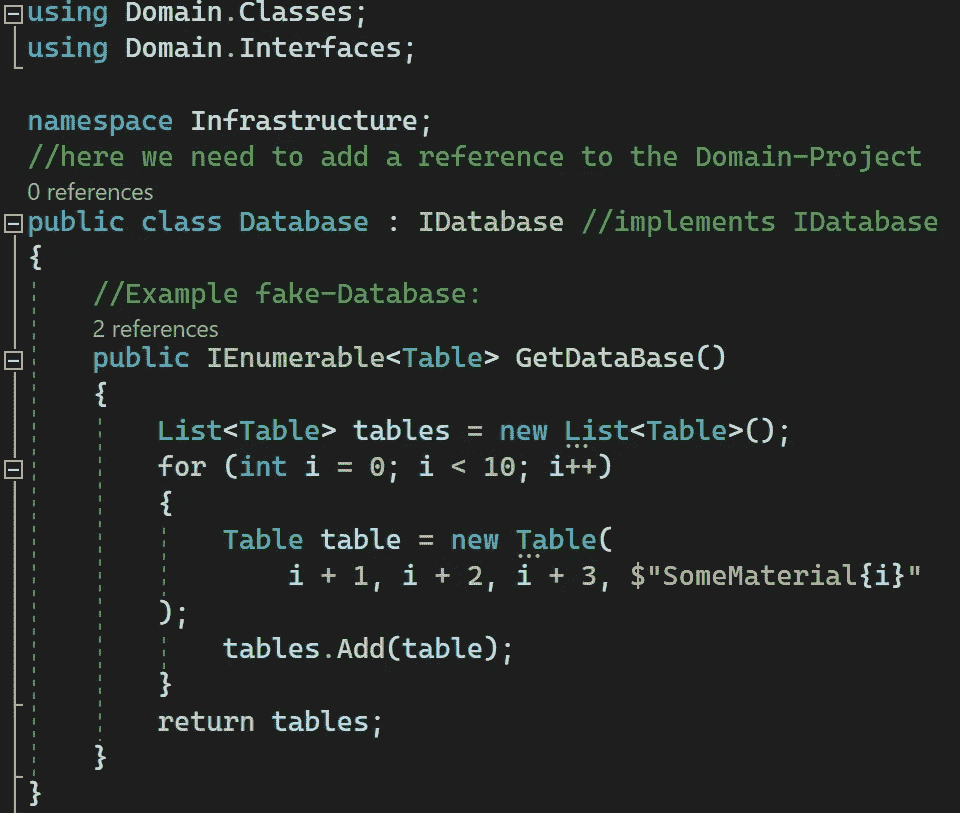 using Domain.Classes;
using Domain.Interfaces;
namespace Infrastructure;
//here we need to add a reference to the Domain-Project
0 references
public class Database : IDatabase //implements IDatabase
{
//Example fake-Database:
2 references
public IEnumerable<Table> GetDataBase()
{
List<Table> tables = new List<Table>();
for (int i = 0; i < 10; i++)
{
Table table = new Table(
i + 1, i + 2, i + 3, $"SomeMaterial{i}"
);
tables.Add(table);
}
return tables;
}
}